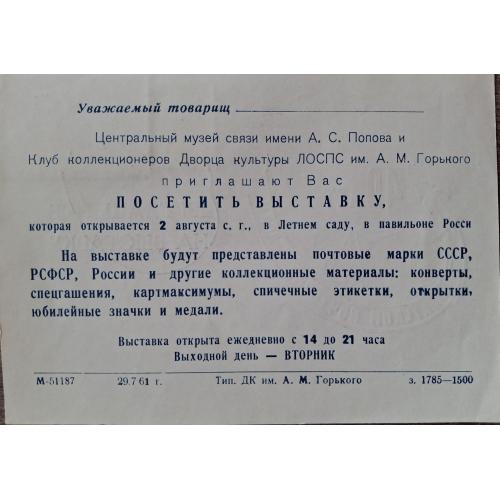 Уважаемый товарищ
Центральный музей связи имени А. С. Попова и
Клуб коллекционеров Дворца культуры ЛОСПС им. А. М. Горького
приглашают Вас
ПОСЕТИТЬ ВЫСТАВКУ,
которая открывается 2 августа с. г., в Летнем саду, в павильоне Росси
На выставке будут представлены почтовые марки СССР,
РСФСР, России и другие коллекционные материалы: конверты,
спецгашения, картмаксимумы, спичечные этикетки, открытки,
юбилейные значки и медали.
Выставка открыта ежедневно с 14 до 21 часа
Выходной день — ВТОРНИК
М-51187 29.7 61 г. Тип. ДК им. А. М. Горького з. 1785—1500